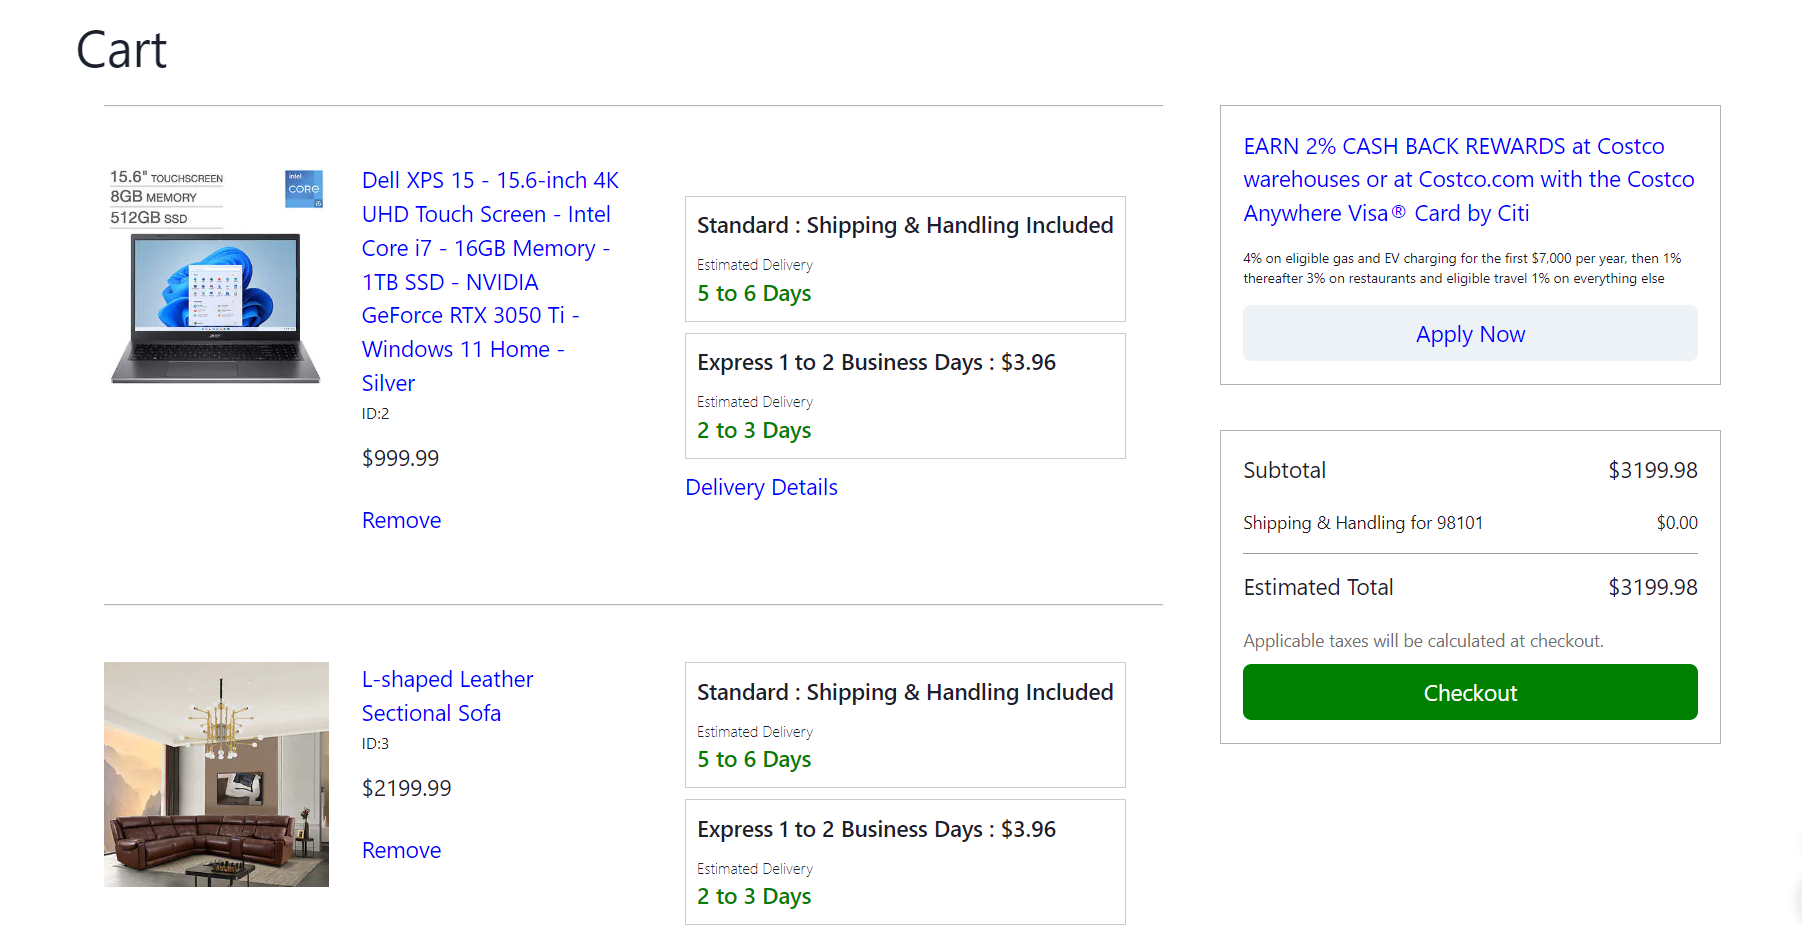 Cart
15.6" TOUCHSCREEN
8GB MEMORY
512GB SSD
intel
CORE
i5
acer
Dell XPS 15 - 15.6-inch 4K
UHD Touch Screen - Intel
Core i7 - 16GB Memory -
1TB SSD - NVIDIA
GeForce RTX 3050 Ti -
Windows 11 Home -
Silver
ID:2
$999.99
Remove
Standard : Shipping & Handling Included
Estimated Delivery
5 to 6 Days
Express 1 to 2 Business Days : $3.96
Estimated Delivery
2 to 3 Days
Delivery Details
L-shaped Leather
Sectional Sofa
ID:3
$2199.99
Remove
Standard : Shipping & Handling Included
Estimated Delivery
5 to 6 Days
Express 1 to 2 Business Days : $3.96
Estimated Delivery
2 to 3 Days
EARN 2% CASH BACK REWARDS at Costco
warehouses or at Costco.com with the Costco
Anywhere Visa® Card by Citi
4% on eligible gas and EV charging for the first $7,000 per year, then 1%
thereafter 3% on restaurants and eligible travel 1% on everything else
Apply Now
Subtotal $3199.98
Shipping & Handling for 98101 $0.00
Estimated Total $3199.98
Applicable taxes will be calculated at checkout.
Checkout